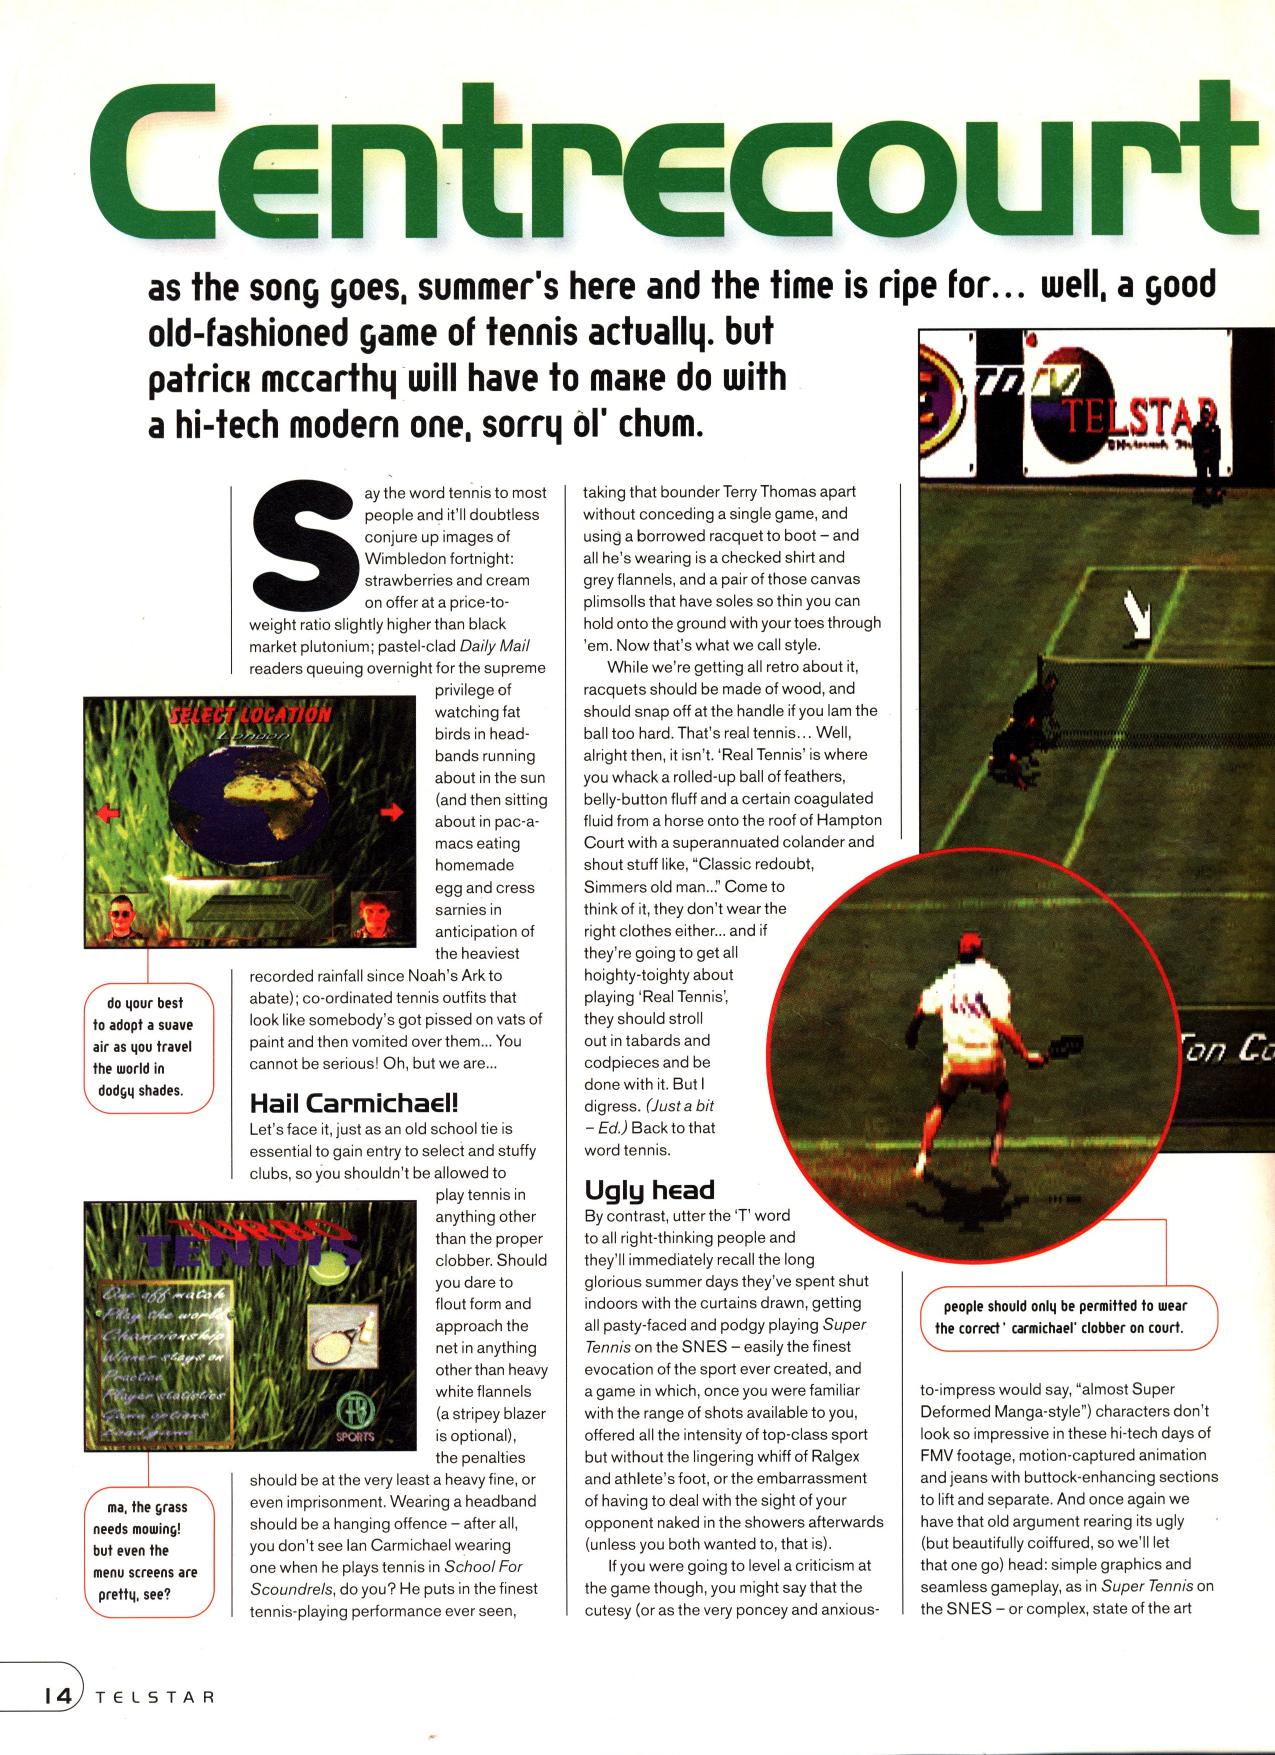 Centrecourt
as the song goes, summer's here and the time is ripe for... well, a good
old-fashioned game of tennis actually. but
patrick mccarthy will have to make do with
a hi-tech modern one, sorry ol' chum.
Say the word tennis to most
people and it'll doubtless
conjure up images of
Wimbledon fortnight:
strawberries and cream
on offer at a price-to-
weight ratio slightly higher than black
market plutonium; pastel-clad Daily Mail
readers queuing overnight for the supreme
privilege of
watching fat
birds in head-
bands running
about in the sun
(and then sitting
about in pac-a-
macs eating
homemade
egg and cress
sarnies in
anticipation of
the heaviest
recorded rainfall since Noah's Ark to
abate); co-ordinated tennis outfits that
look like somebody's got pissed on vats of
paint and then vomited over them... You
cannot be serious! Oh, but we are...
Hail Carmichael!
Let's face it, just as an old school tie is
essential to gain entry to select and stuffy
clubs, so you shouldn't be allowed to
play tennis in
anything other
than the proper
clobber. Should
you dare to
flout form and
approach the
net in anything
other than heavy
white flannels
(a stripey blazer
is optional),
the penalties
should be at the very least a heavy fine, or
even imprisonment. Wearing a headband
should be a hanging offence – after all,
you don't see Ian Carmichael wearing
one when he plays tennis in School For
Scoundrels, do you? He puts in the finest
tennis-playing performance ever seen,
SELECT LOCATION
London
do your best
to adopt a suave
air as you travel
the world in
dodgy shades.
TURBO
TENNIS
One off match
Play the world
Championship
Winner stays on
Practice
Player statistics
Game options
Load game
SPORTS
ma, the grass
needs mowing!
but even the
menu screens are
pretty, see?
taking that bounder Terry Thomas apart
without conceding a single game, and
using a borrowed racquet to boot – and
all he's wearing is a checked shirt and
grey flannels, and a pair of those canvas
plimsolls that have soles so thin you can
hold onto the ground with your toes through
'em. Now that's what we call style.
While we're getting all retro about it,
racquets should be made of wood, and
should snap off at the handle if you lam the
ball too hard. That's real tennis... Well,
alright then, it isn't. 'Real Tennis' is where
you whack a rolled-up ball of feathers,
belly-button fluff and a certain coagulated
fluid from a horse onto the roof of Hampton
Court with a superannuated colander and
shout stuff like, "Classic redoubt,
Simmers old man..." Come to
think of it, they don't wear the
right clothes either... and if
they're going to get all
hoighty-toighty about
playing 'Real Tennis',
they should stroll
out in tabards and
codpieces and be
done with it. But I
digress. (Just a bit
– Ed.) Back to that
word tennis.
Ugly head
By contrast, utter the 'T' word
to all right-thinking people and
they'll immediately recall the long
glorious summer days they've spent shut
indoors with the curtains drawn, getting
all pasty-faced and podgy playing Super
Tennis on the SNES – easily the finest
evocation of the sport ever created, and
a game in which, once you were familiar
with the range of shots available to you,
offered all the intensity of top-class sport
but without the lingering whiff of Ralgex
and athlete's foot, or the embarrassment
of having to deal with the sight of your
opponent naked in the showers afterwards
(unless you both wanted to, that is).
If you were going to level a criticism at
the game though, you might say that the
cutesy (or as the very poncey and anxious-
TELSTAR
Ton Co
people should only be permitted to wear
the correct ' carmichael' clobber on court.
to-impress would say, "almost Super
Deformed Manga-style") characters don't
look so impressive in these hi-tech days of
FMV footage, motion-captured animation
and jeans with buttock-enhancing sections
to lift and separate. And once again we
have that old argument rearing its ugly
(but beautifully coiffured, so we'll let
that one go) head: simple graphics and
seamless gameplay, as in Super Tennis on
the SNES – or complex, state of the art
14 TELSTAR